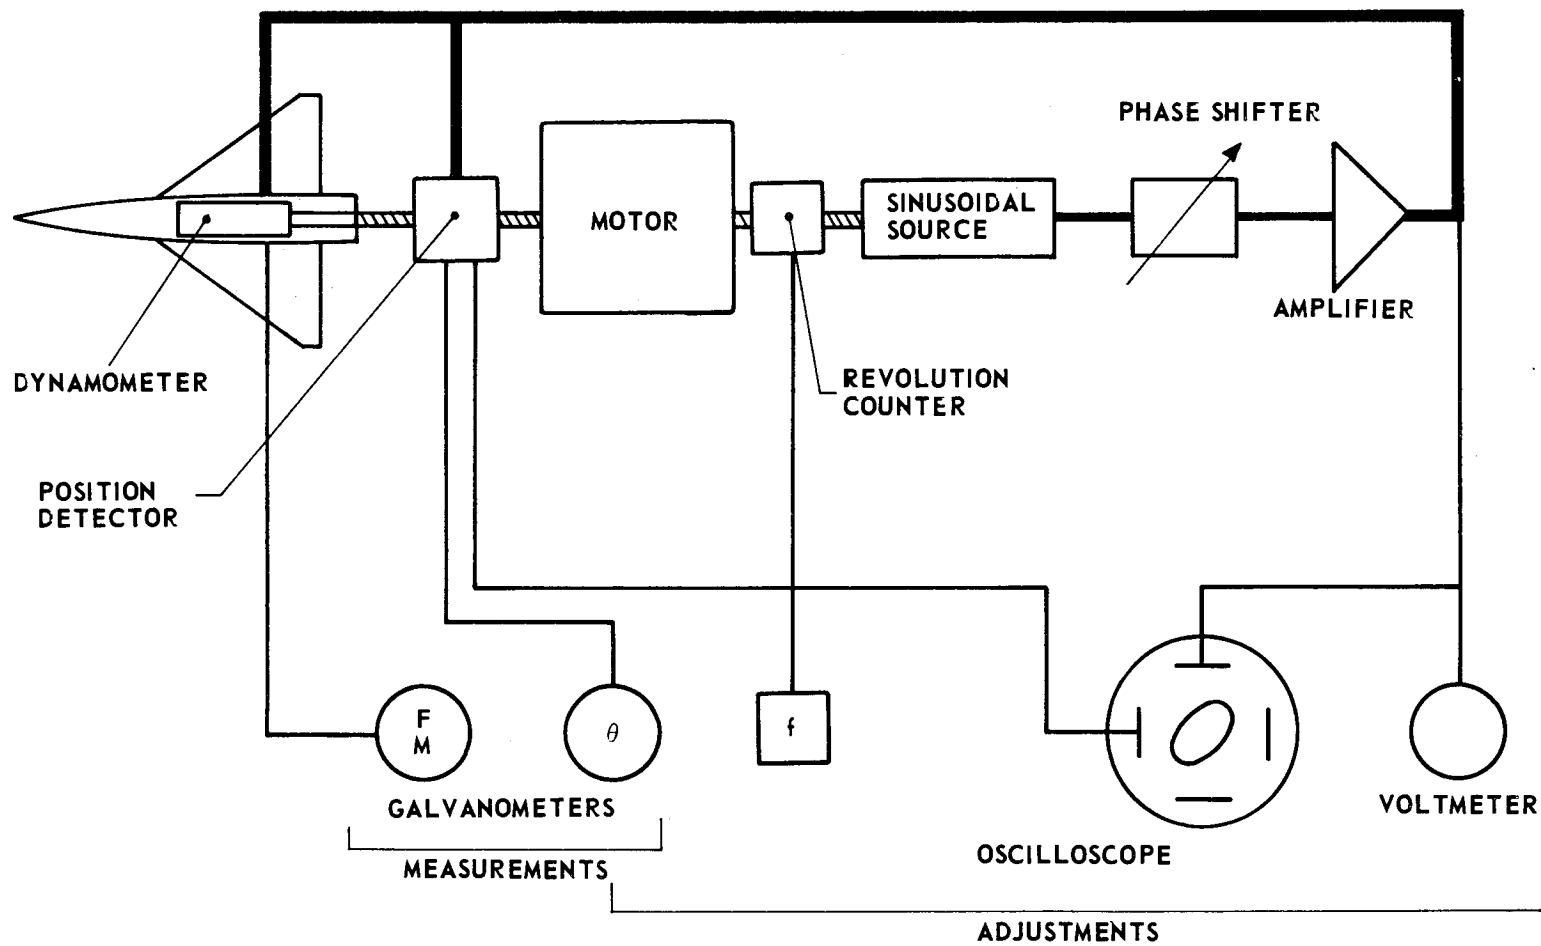 PHASE SHIFTER
MOTOR
SINUSOIDAL
SOURCE
AMPLIFIER
DYNAMOMETER
REVOLUTION
COUNTER
POSITION
DETECTOR
F
M
θ
f
GALVANOMETERS
VOLTMETER
OSCILLOSCOPE
MEASUREMENTS
ADJUSTMENTS